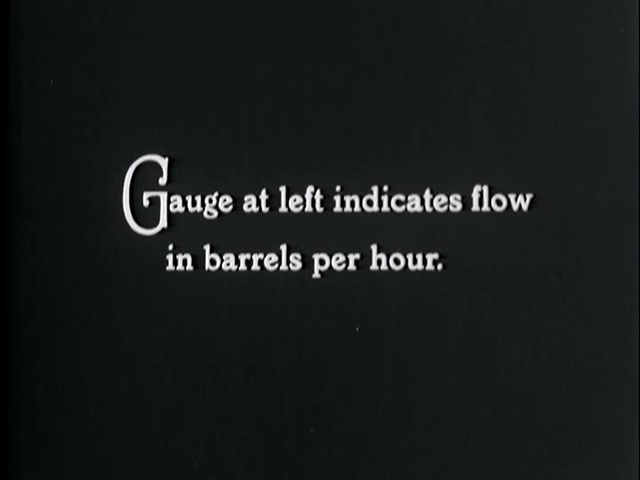 Gauge at left indicates flow
in barrels per hour.